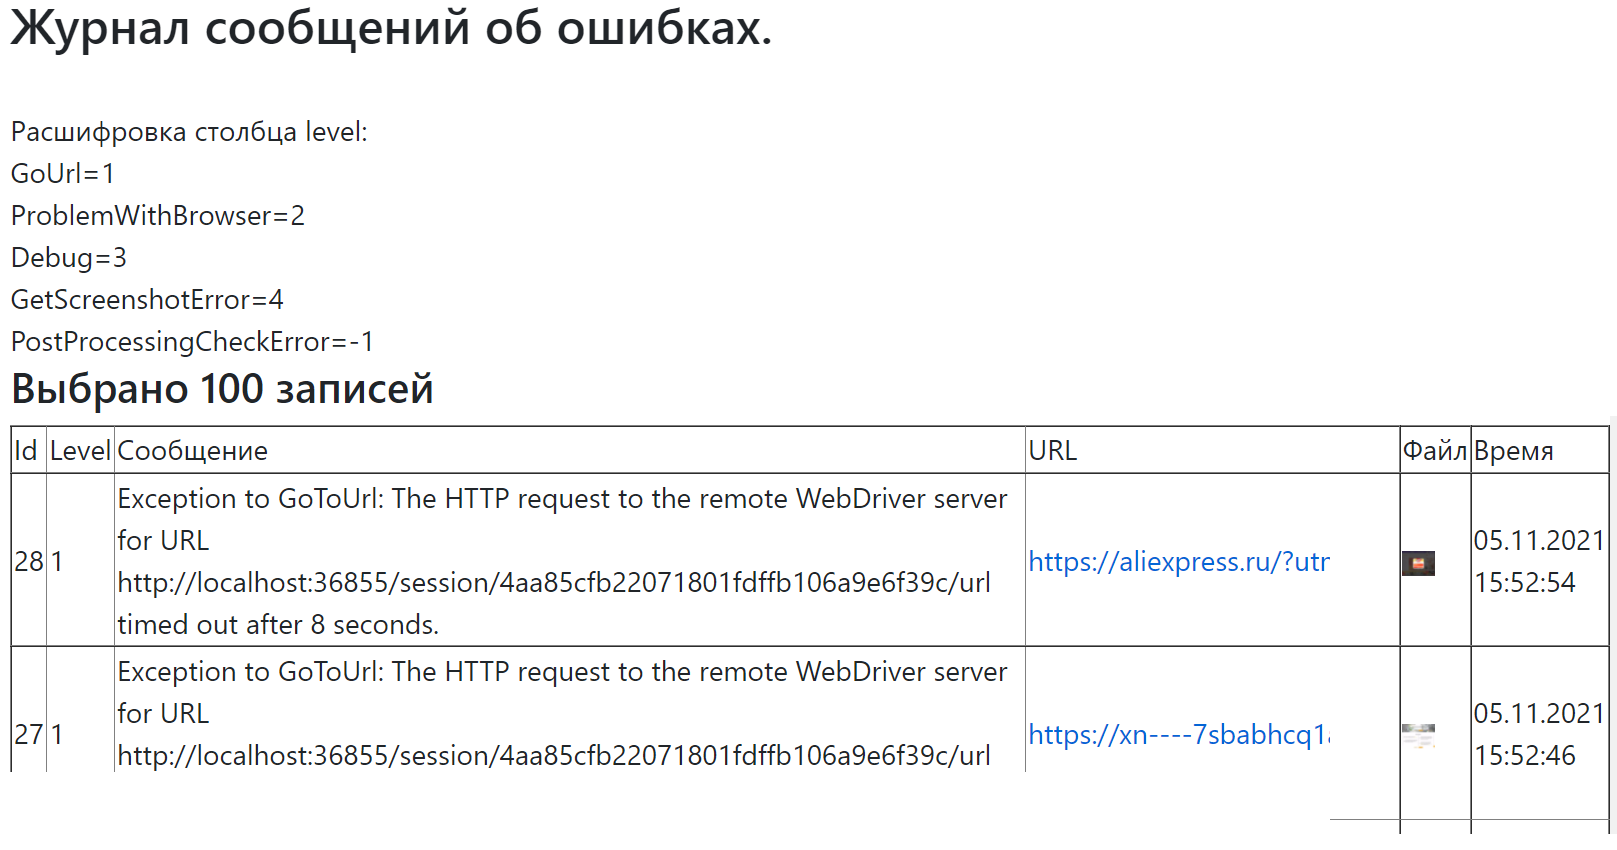 Журнал сообщений об ошибках.
Расшифровка столбца level:
GoUrl=1
ProblemWithBrowser=2
Debug=3
GetScreenshotError=4
PostProcessingCheckError=-1
Выбрано 100 записей
Id Level Сообщение URL Файл Время
28 1 Exception to GoToUrl: The HTTP request to the remote WebDriver server
for URL
http://localhost:36855/session/4aa85cfb22071801fdffb106a9e6f39c/url
timed out after 8 seconds.
https://aliexpress.ru/?utr
05.11.2021
15:52:54
27 1 Exception to GoToUrl: The HTTP request to the remote WebDriver server
for URL
http://localhost:36855/session/4aa85cfb22071801fdffb106a9e6f39c/url
https://xn----7sbabhcq1
05.11.2021
15:52:46